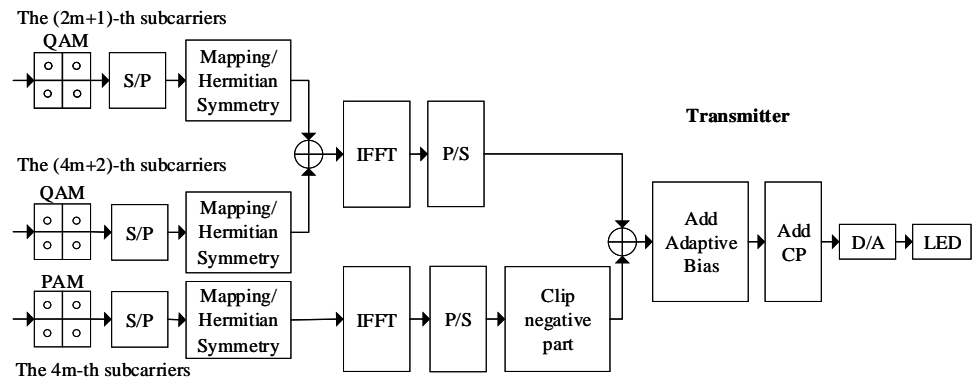 The (2m+1)-th subcarriers
QAM
S/P
Mapping/
Hermitian
Symmetry
Transmitter
IFFT
P/S
The (4m+2)-th subcarriers
QAM
S/P
Mapping/
Hermitian
Symmetry
Add
Adaptive
Bias
Add
CP
D/A
LED
PAM
S/P
Mapping/
Hermitian
Symmetry
IFFT
P/S
Clip
negative
part
The 4m-th subcarriers